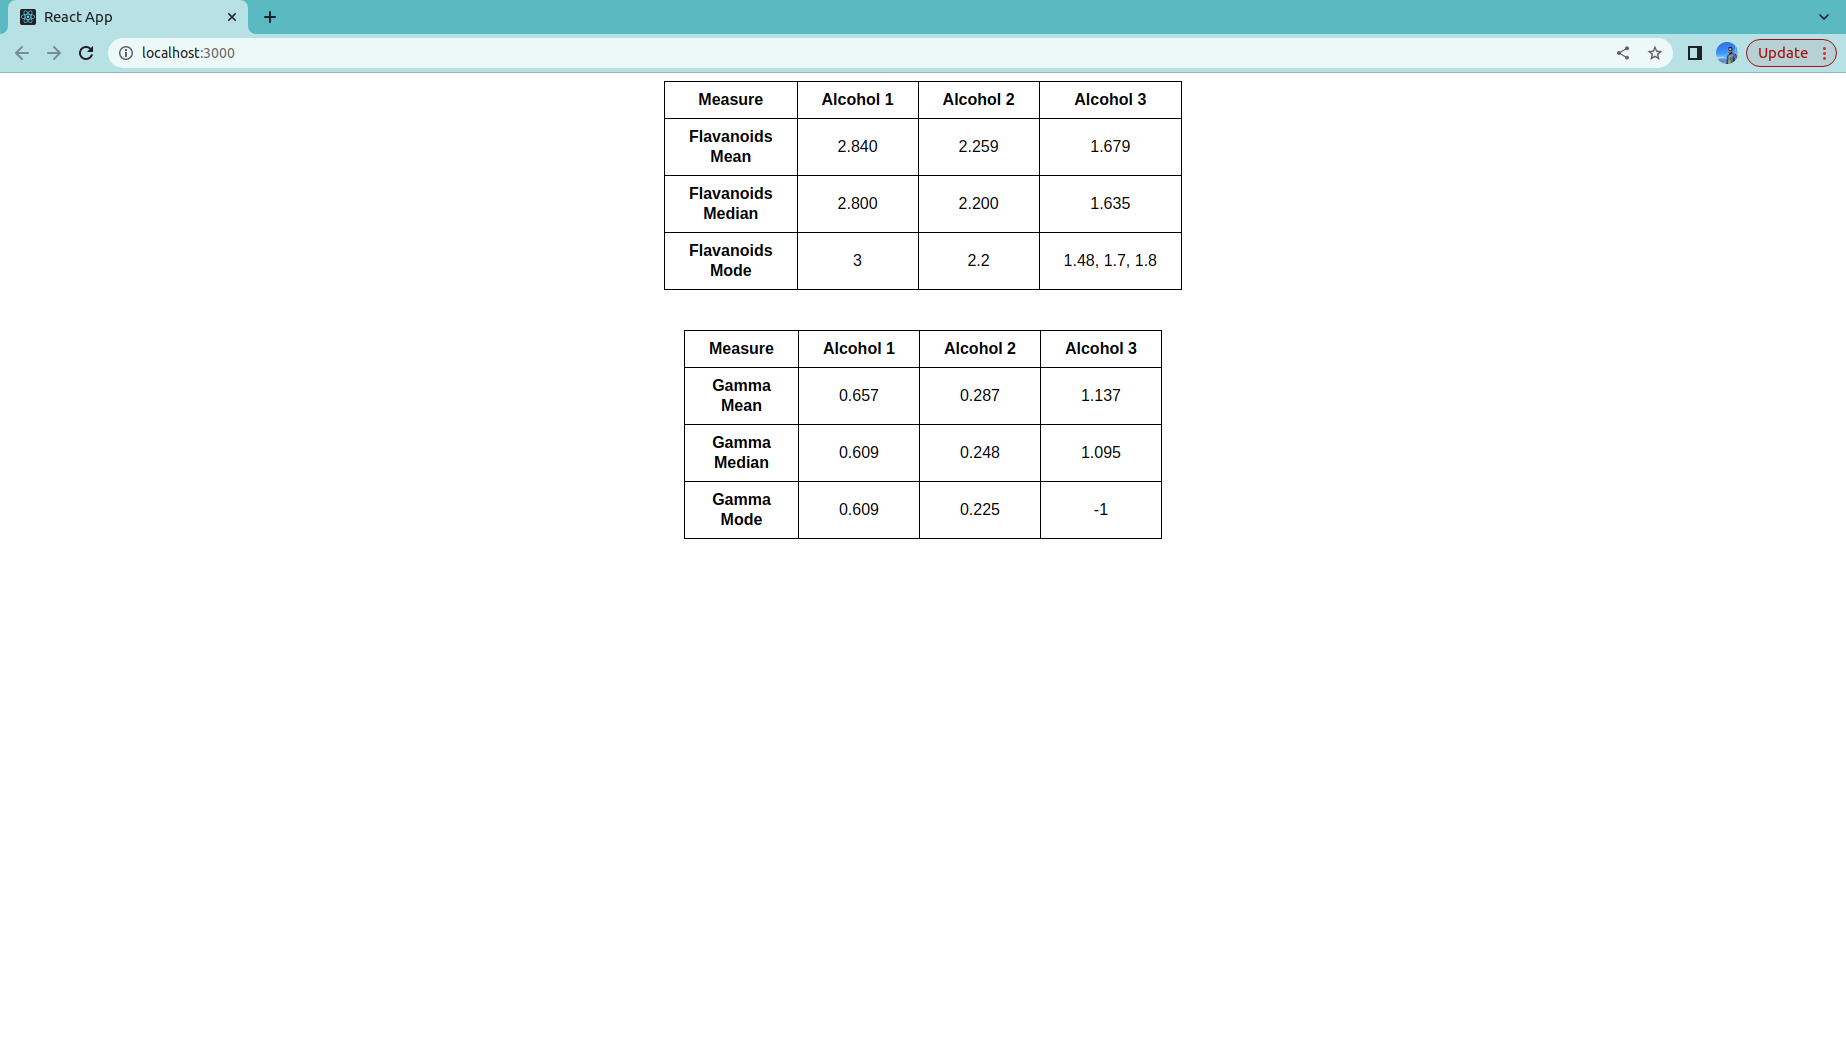 React App
localhost:3000
Update
Measure Alcohol 1 Alcohol 2 Alcohol 3
Flavanoids
Mean 2.840 2.259 1.679
Flavanoids
Median 2.800 2.200 1.635
Flavanoids
Mode 3 2.2 1.48, 1.7, 1.8
Measure Alcohol 1 Alcohol 2 Alcohol 3
Gamma
Mean 0.657 0.287 1.137
Gamma
Median 0.609 0.248 1.095
Gamma
Mode 0.609 0.225 -1